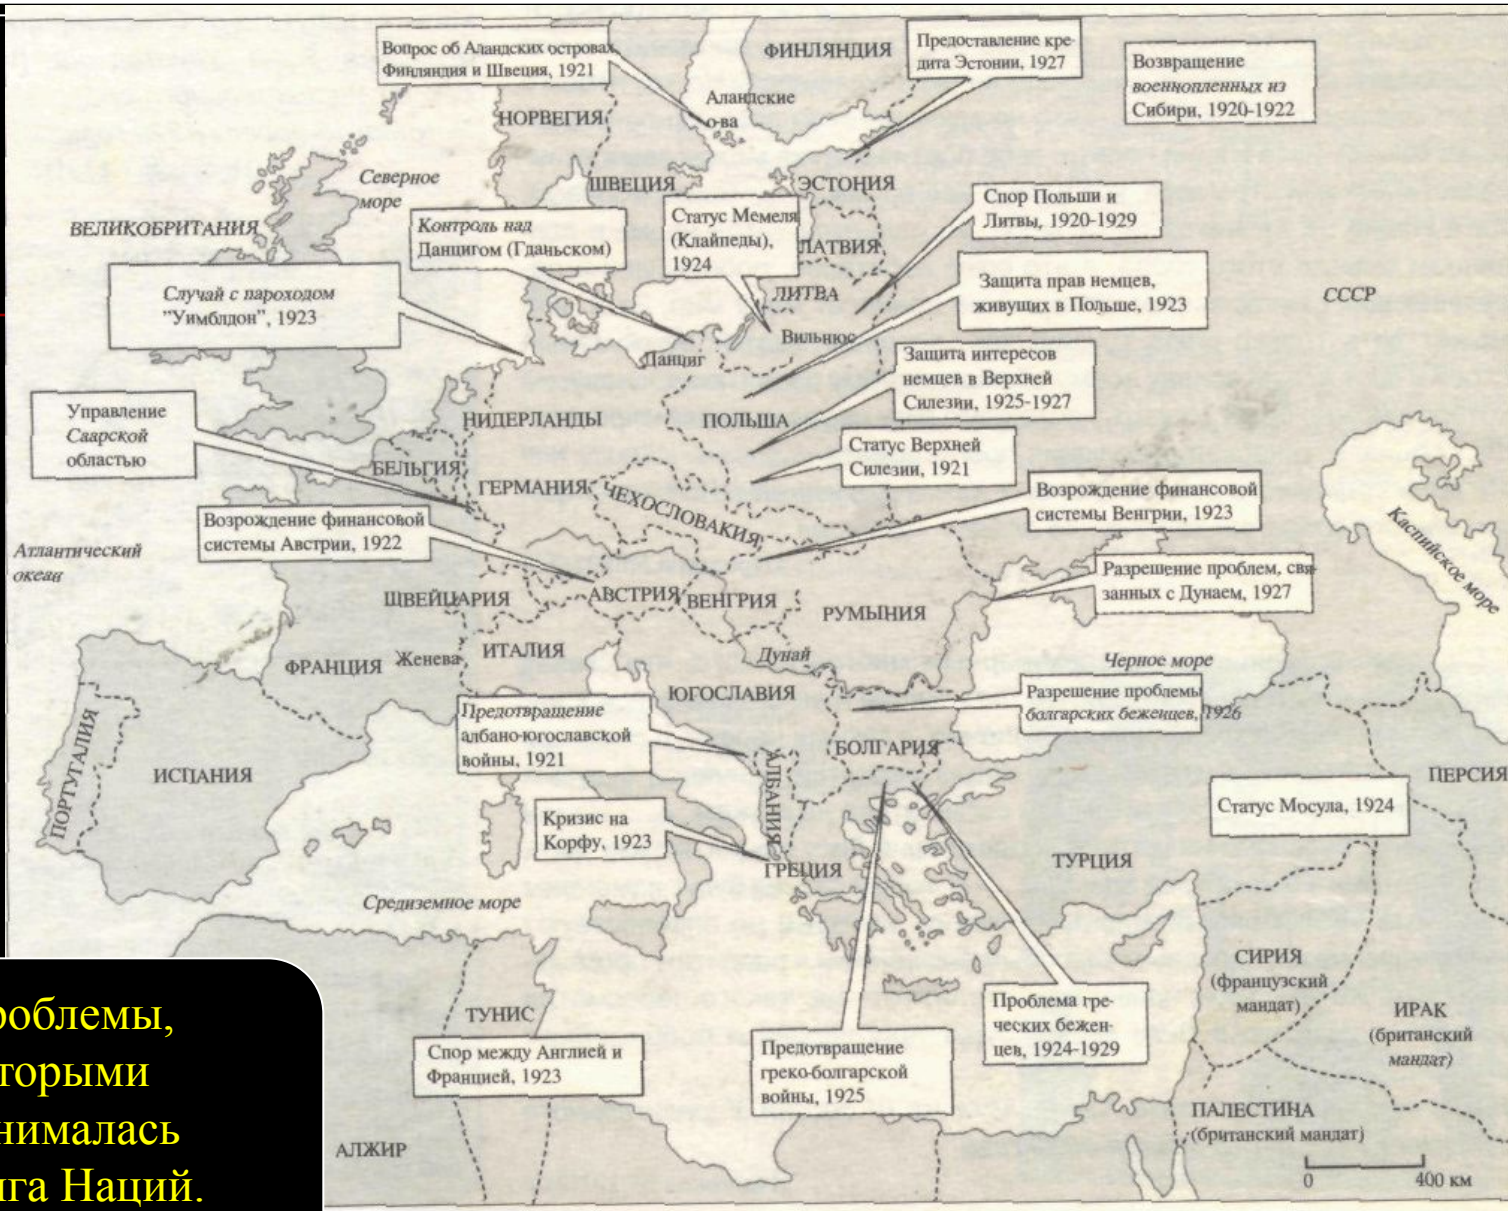 Вопрос об Аландских островах,
Финляндия и Швеция, 1921
ФИНЛЯНДИЯ
Предоставление кре-
дита Эстонии, 1927
Возвращение
военнопленных из
Сибири, 1920-1922
Аландские
о-ва
НОРВЕГИЯ
ШВЕЦИЯ
ЭСТОНИЯ
Северное
море
ВЕЛИКОБРИТАНИЯ
Контроль над
Данцигом (Гданьском)
Статус Мемеля
(Клайпеды),
1924
Спор Польши и
Литвы, 1920-1929
ЛАТВИЯ
Случай с пароходом
"Уимблдон", 1923
ЛИТВА
Защита прав немцев,
живущих в Польше, 1923
СССР
Вильнюс
Данциг
Защита интересов
немцев в Верхней
Силезии, 1925-1927
Управление
Саарской
областью
НИДЕРЛАНДЫ
ПОЛЬША
Статус Верхней
Силезии, 1921
БЕЛЬГИЯ
ГЕРМАНИЯ
ЧЕХОСЛОВАКИЯ
Возрождение финансовой
системы Венгрии, 1923
Возрождение финансовой
системы Австрии, 1922
Атлантический
океан
Каспийское море
Разрешение проблем, свя-
занных с Дунаем, 1927
ШВЕЙЦАРИЯ
АВСТРИЯ
ВЕНГРИЯ
РУМЫНИЯ
ФРАНЦИЯ
Женева
ИТАЛИЯ
Дунай
Черное море
ЮГОСЛАВИЯ
Разрешение проблемы
болгарских беженцев, 1926
Предотвращение
албано-югославской
войны, 1921
ПОРТУГАЛИЯ
ИСПАНИЯ
БОЛГАРИЯ
АЛБАНИЯ
ПЕРСИЯ
Статус Мосула, 1924
Кризис на
Корфу, 1923
ГРЕЦИЯ
ТУРЦИЯ
Средиземное море
СИРИЯ
(французский
мандат)
ИРАК
(британский
мандат)
ТУНИС
Спор между Англией и
Францией, 1923
Предотвращение
греко-болгарской
войны, 1925
Проблема гре-
ческих бежен-
цев, 1924-1929
ПАЛЕСТИНА
(британский мандат)
АЛЖИР
0 400 км
роблемы,
торыми
нималась
ига Наций.